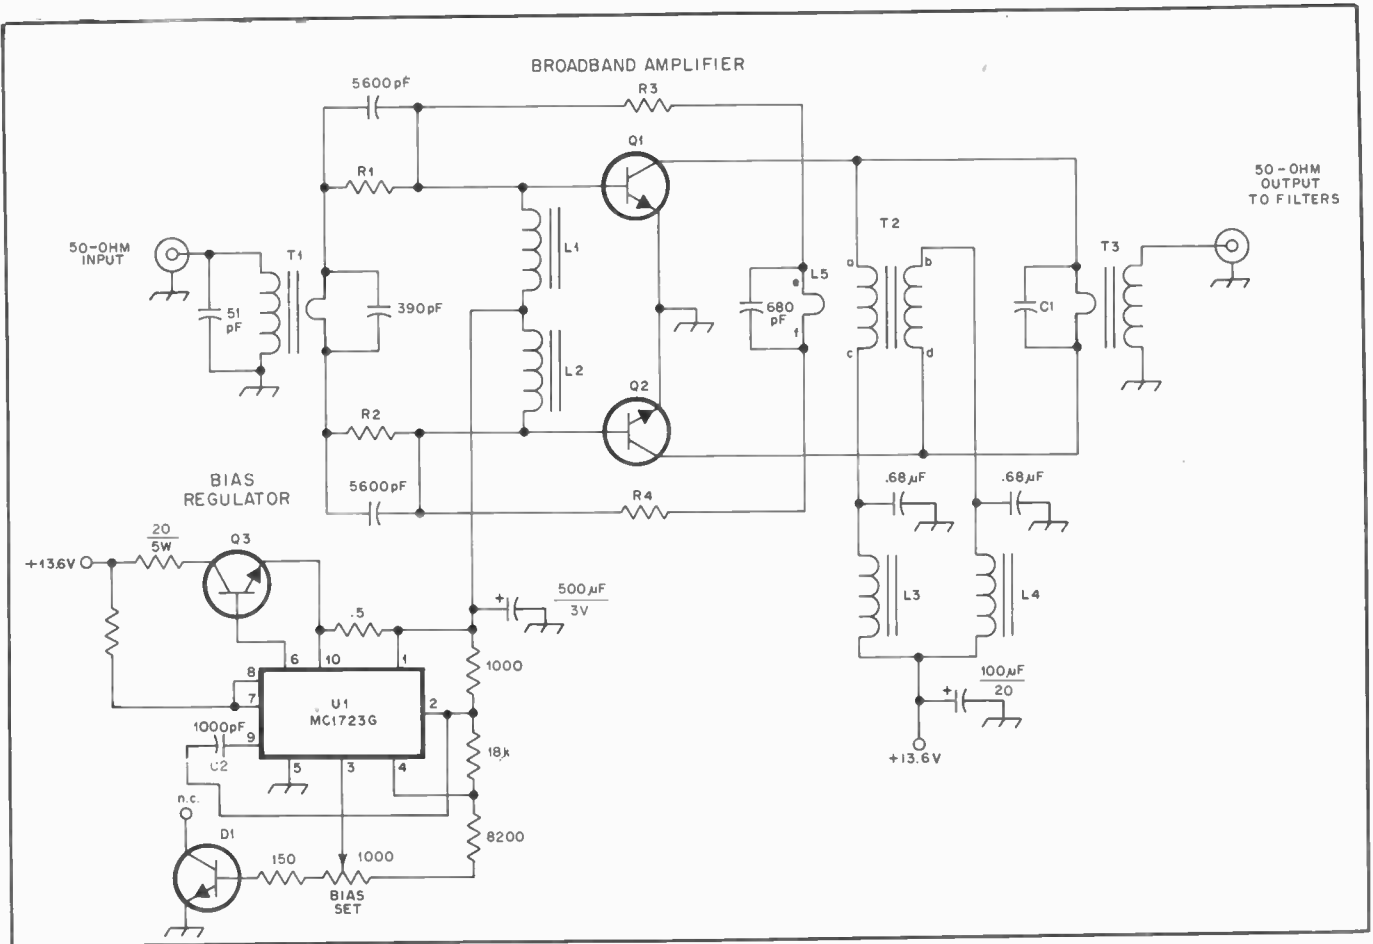 BROADBAND AMPLIFIER
5600pF
R3
Q1
R1
50-OHM
OUTPUT
TO FILTERS
50-OHM
INPUT
T1
L1
T2
T3
L5
a
b
e
51
pF
390pF
680
pF
C1
f
c
d
L2
Q2
R2
BIAS
REGULATOR
5600pF
R4
.68µF
.68µF
20
5W
Q3
+13.6V
500µF
3V
.5
L3
L4
6
10
1
1000
8
7
U1
MC1723G
2
100µF
20
1000pF
9
C2
18k
5
3
4
+13.6V
n.c.
D1
8200
150
1000
BIAS
SET